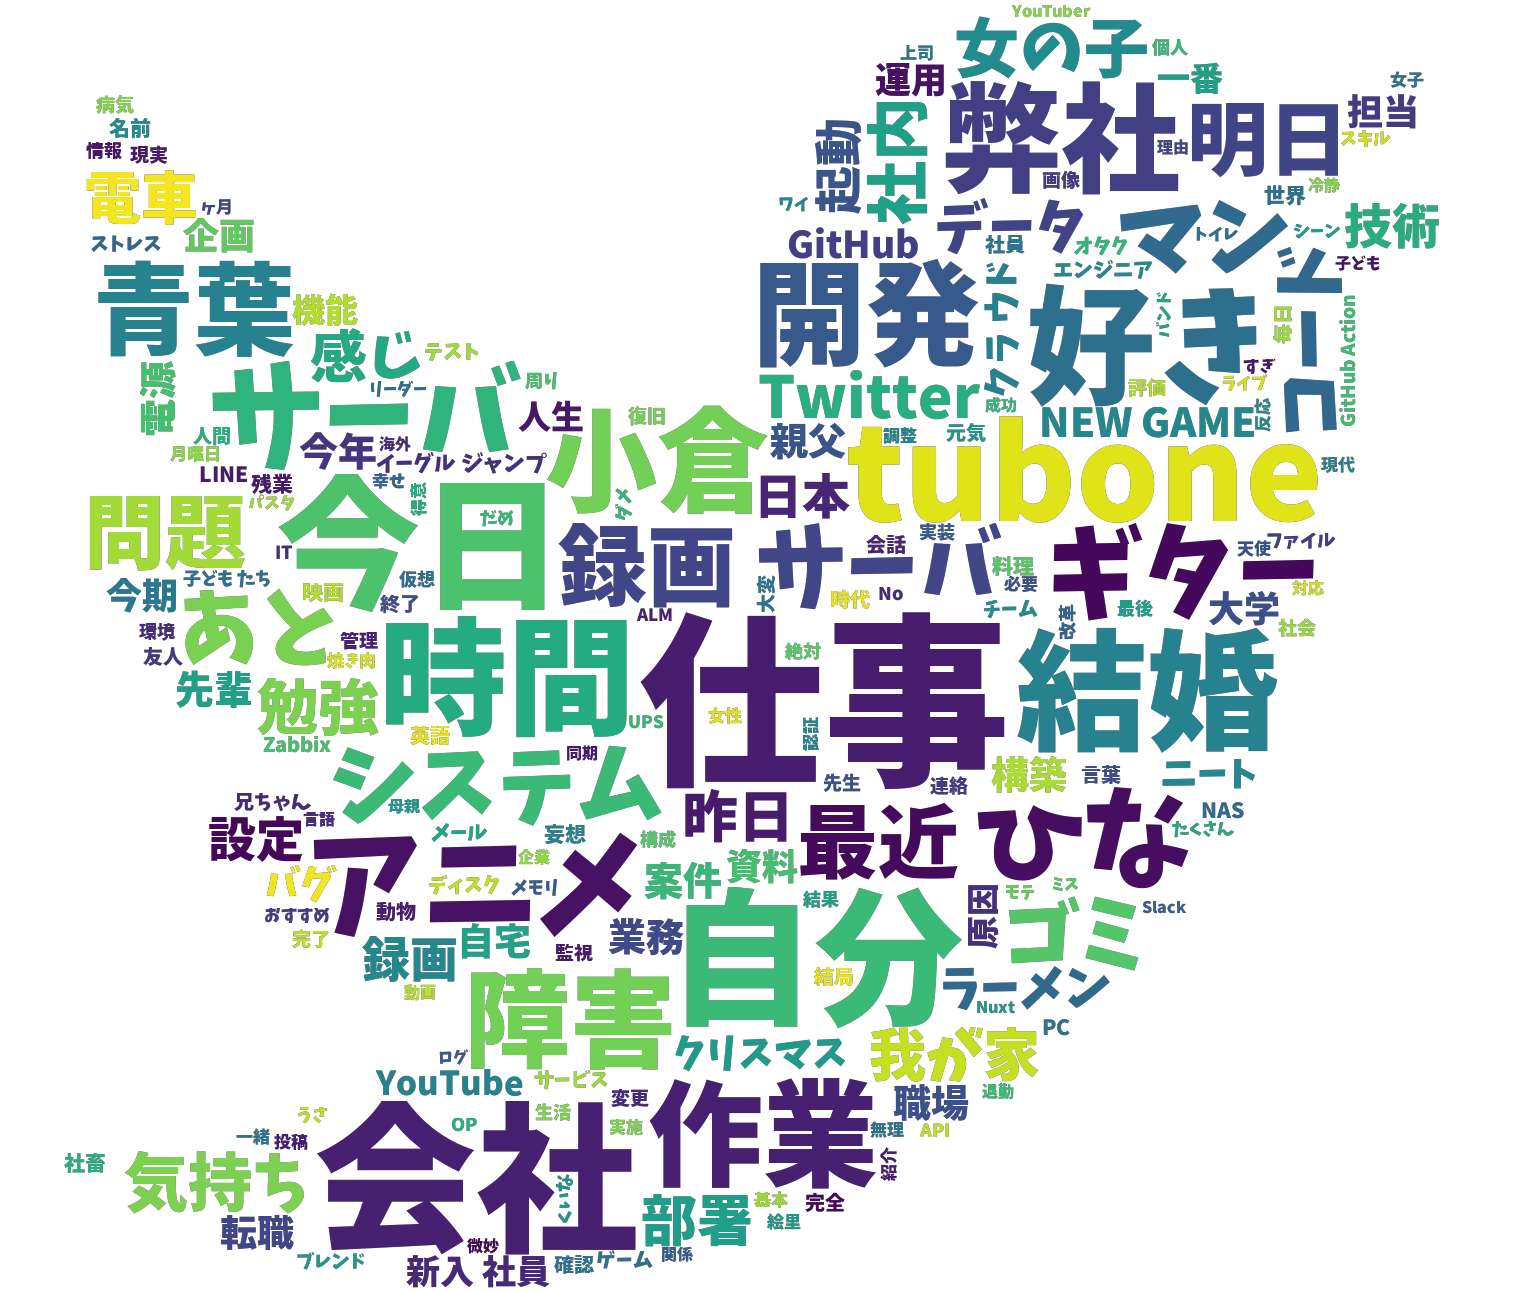 YouTuber
女の子
上司
個人
一番
運用
女子
病気
弊社
明日
担当
名前
起動
社内
スキル
情報
現実
理由
電車
画像
世界
冷静
ヶ月
ワイ
データ
マンション
トイレ
シーン
技術
ストレス
企画
GitHub
社員
オタク
エンジニア
子ども
青葉
開発
クラウド
好き
バンド
毎日
ユーザ
GitHub Action
機能
感じ
テスト
すぎ
電源
サーバ
リーダー
周り
Twitter
成功
評価
ライブ
反応
人間
人生
復旧
NEW GAME
月曜日
今年
海外
イーグル ジャンプ
小倉
親父
調整
元気
tubone
現代
LINE
残業
幸せ
パスタ
得意
ダメ
日本
問題
今日
だめ
録画
サーバ
会話
実装
ギター
天使
ファイル
IT
今期
子ども たち
映画
仮想
終了
大変
時代
No
料理
必要
チーム
最後
改革
大学
対応
社会
あと
環境
友人
管理
焼き肉
ALM
時間
仕事
絶対
結婚
先輩
勉強
英語
UPS
女性
認証
Zabbix
システム
同期
先生
連絡
構築
言葉
ニート
母親
兄ちゃん
言語
設定
メール
妄想
構成
昨日
最近
ひな
NAS
たくさん
アニメ
企業
バグ
ディスク
メモリ
案件
資料
おすすめ
動物
完了
自宅
監視
業務
自分
結果
原因
モテ
ミス
ゴミ
Slack
録画
動画
障害
結局
ラーメン
Nuxt
PC
ログ
クリスマス
我が家
YouTube
サービス
変更
作業
職場
退勤
うさ
OP
生活
実施
無理
API
一緒
投稿
会社
紹介
社畜
気持ち
部署
基本
完全
絵里
転職
ブレンド
微妙
新入 社員
確認
ゲーム
関係